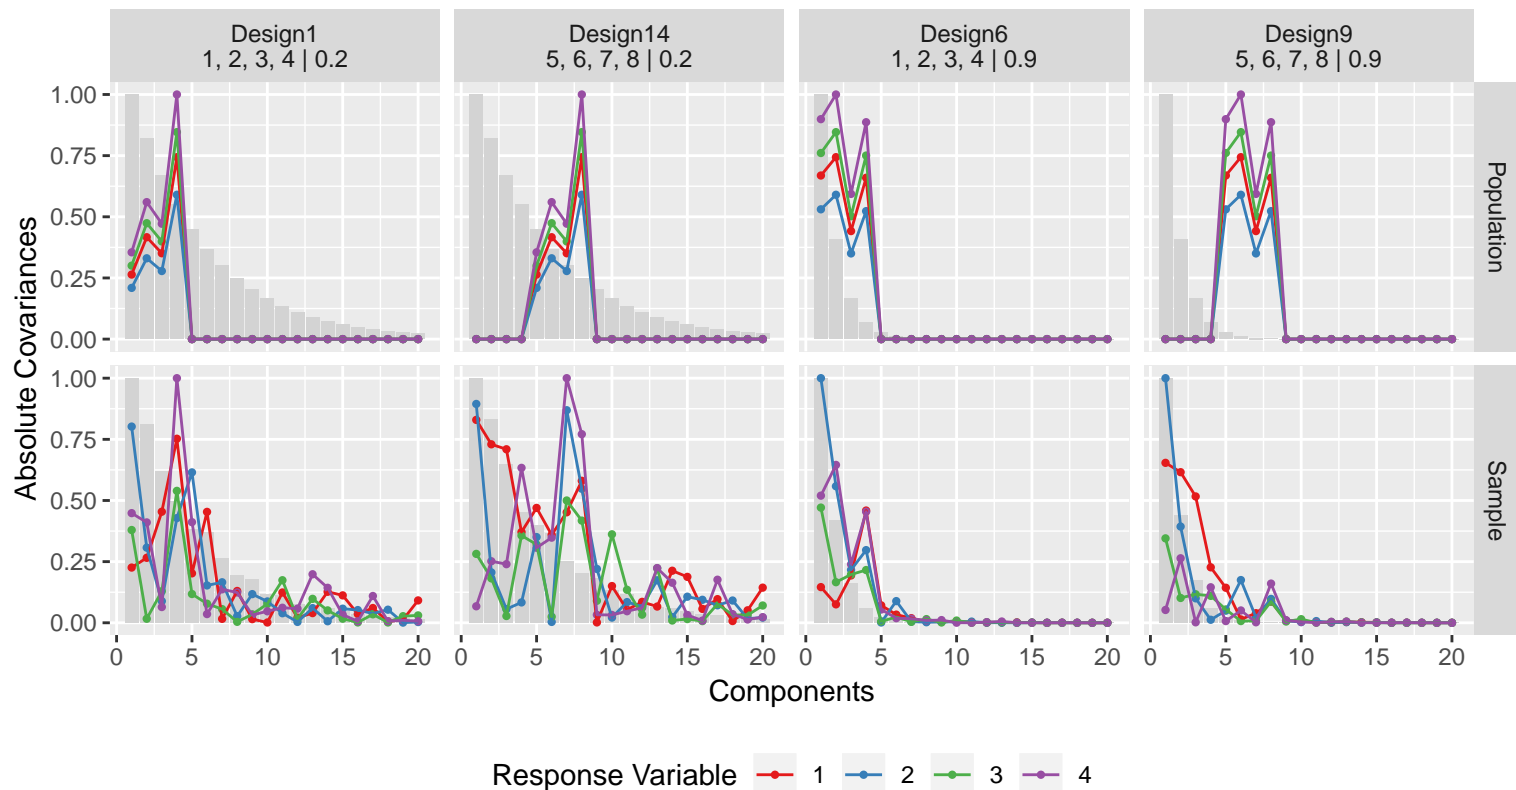 Design1
1, 2, 3, 4 | 0.2
Design14
5, 6, 7, 8 | 0.2
Design6
1, 2, 3, 4 | 0.9
Design9
5, 6, 7, 8 | 0.9
Absolute Covariances
1.00
0.75
0.50
0.25
0.00
Population
1.00
0.75
0.50
0.25
0.00
Sample
0 5 10 15 20
0 5 10 15 20
0 5 10 15 20
0 5 10 15 20
Components
Response Variable 1 2 3 4